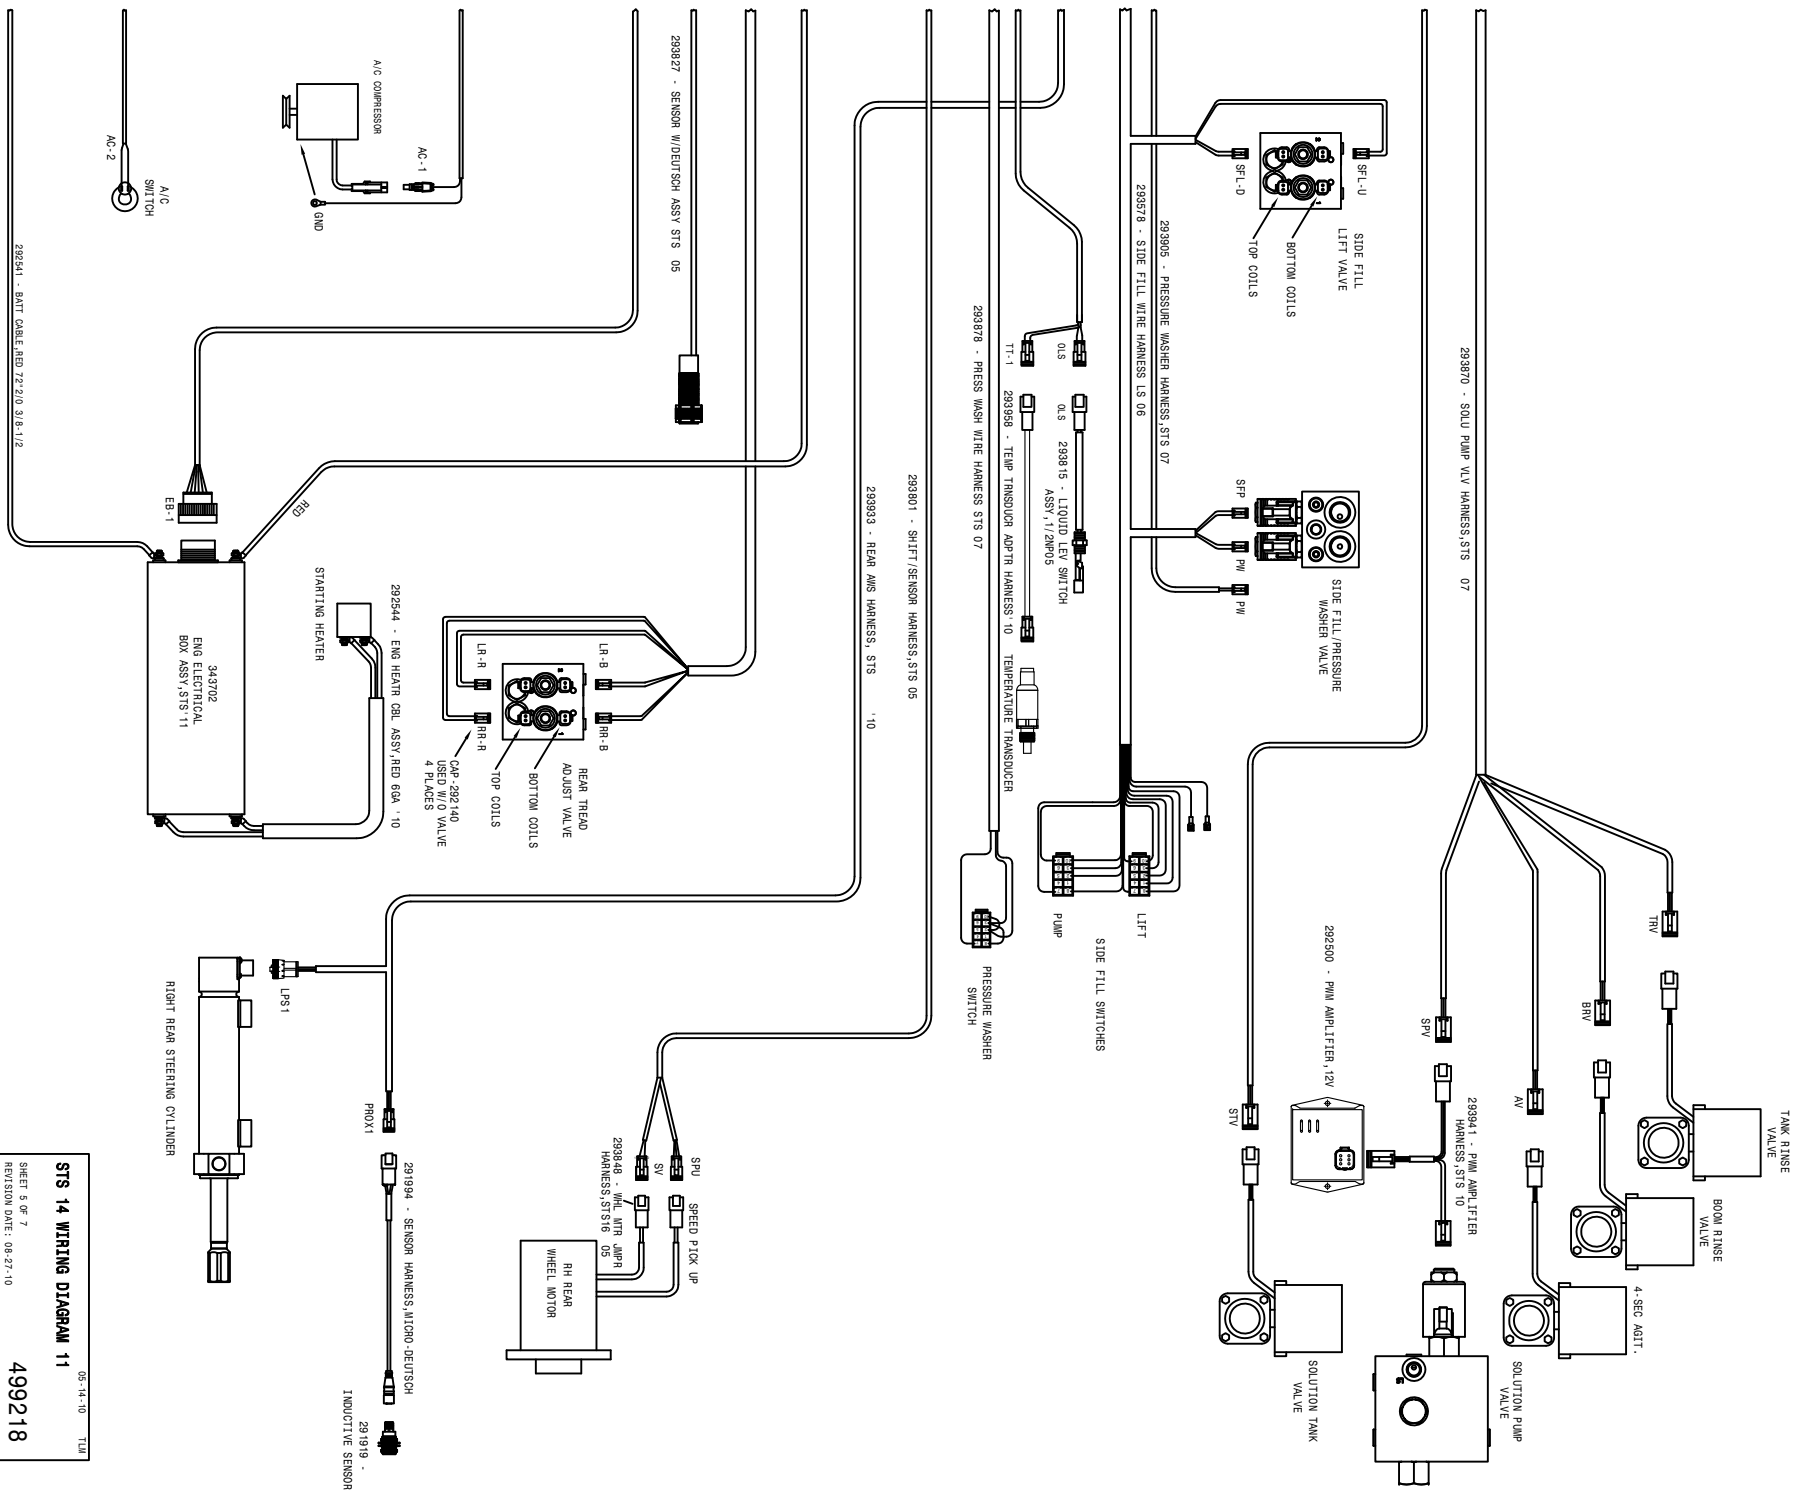 TANK RINSE
VALVE
BOOM RINSE
VALVE
4-SEC AGIT.
SOLUTION PUMP
VALVE
TRV
BRV
AV
SPV
293941 - PWM AMPLIFIER
HARNESS,STS 10
293870 - SOLU PUMP VLV HARNESS,STS 07
292500 - PWM AMPLIFIER,12V
STV
SOLUTION TANK
VALVE
SIDE FILL
LIFT VALVE
SFL-U
SFL-D
BOTTOM COILS
TOP COILS
SIDE FILL/PRESSURE
WASHER VALVE
SFP
PW
PW
293905 - PRESSURE WASHER HARNESS,STS 07
293578 - SIDE FILL WIRE HARNESS LS 06
LIFT
PUMP
SIDE FILL SWITCHES
OLS
OLS
293815 - LIQUID LEV SWITCH
ASSY,1/2NP05
TT-1
293958 - TEMP TRNSDUCR ADPTR HARNESS'10
TEMPERATURE TRANSDUCER
293878 - PRESS WASH WIRE HARNESS STS 07
PRESSURE WASHER
SWITCH
293801 - SHIFT/SENSOR HARNESS,STS 05
293933 - REAR AWS HARNESS, STS '10
SPU
SV
SPEED PICK UP
293848 - WHL MTR JMPR
HARNESS,STS16 05
RH REAR
WHEEL MOTOR
293827 - SENSOR W/DEUTSCH ASSY STS 05
LR-R
LR-B
RR-R
RR-B
REAR TREAD
ADJUST VALVE
BOTTOM COILS
TOP COILS
CAP-292140
USED W/O VALVE
4 PLACES
A/C COMPRESSOR
AC-1
GND
AC-2
A/C
SWITCH
EB-1
RED
292544 - ENG HEATR CBL ASSY,RED 6GA '10
STARTING HEATER
343702
ENG ELECTRICAL
BOX ASSY,STS'11
292541 - BATT CABLE,RED 72"2/0 3/8-1/2
LPS1
PROX1
RIGHT REAR STEERING CYLINDER
291994 - SENSOR HARNESS,MICRO-DEUTSCH
291919 -
INDUCTIVE SENSOR
STS 14 WIRING DIAGRAM 11
05-14-10 TLM
SHEET 5 OF 7
REVISION DATE: 08-27-10
499218